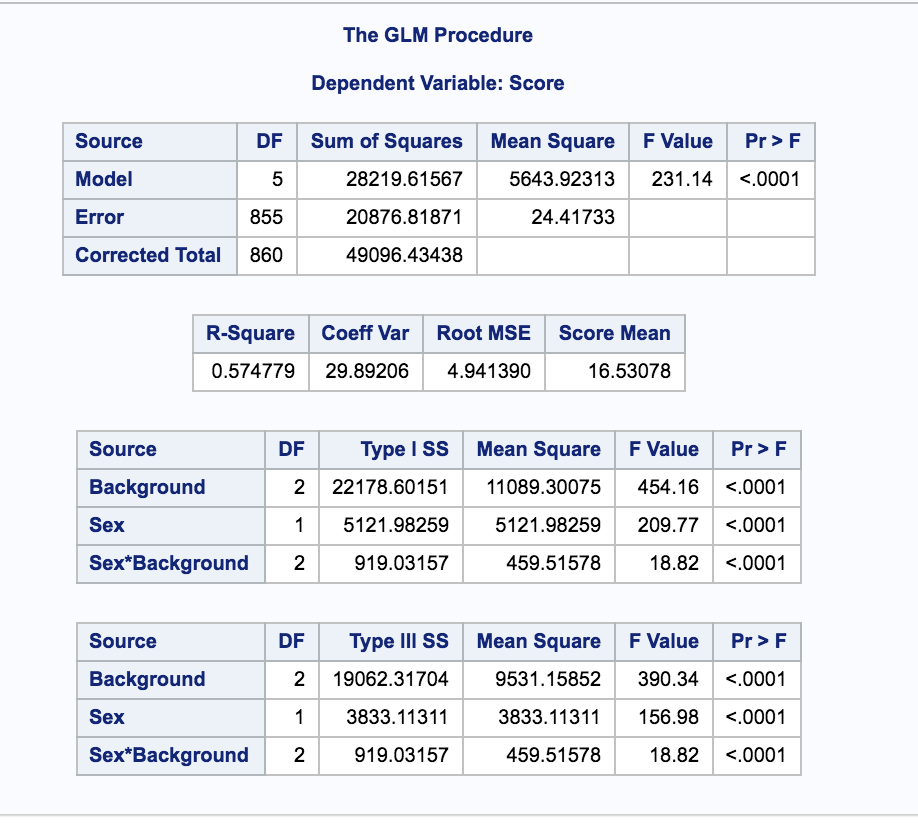 The GLM Procedure
Dependent Variable: Score
Source DF Sum of Squares Mean Square F Value Pr > F
Model 5 28219.61567 5643.92313 231.14 <.0001
Error 855 20876.81871 24.41733
Corrected Total 860 49096.43438
R-Square Coeff Var Root MSE Score Mean
0.574779 29.89206 4.941390 16.53078
Source DF Type I SS Mean Square F Value Pr > F
Background 2 22178.60151 11089.30075 454.16 <.0001
Sex 1 5121.98259 5121.98259 209.77 <.0001
Sex*Background 2 919.03157 459.51578 18.82 <.0001
Source DF Type III SS Mean Square F Value Pr > F
Background 2 19062.31704 9531.15852 390.34 <.0001
Sex 1 3833.11311 3833.11311 156.98 <.0001
Sex*Background 2 919.03157 459.51578 18.82 <.0001